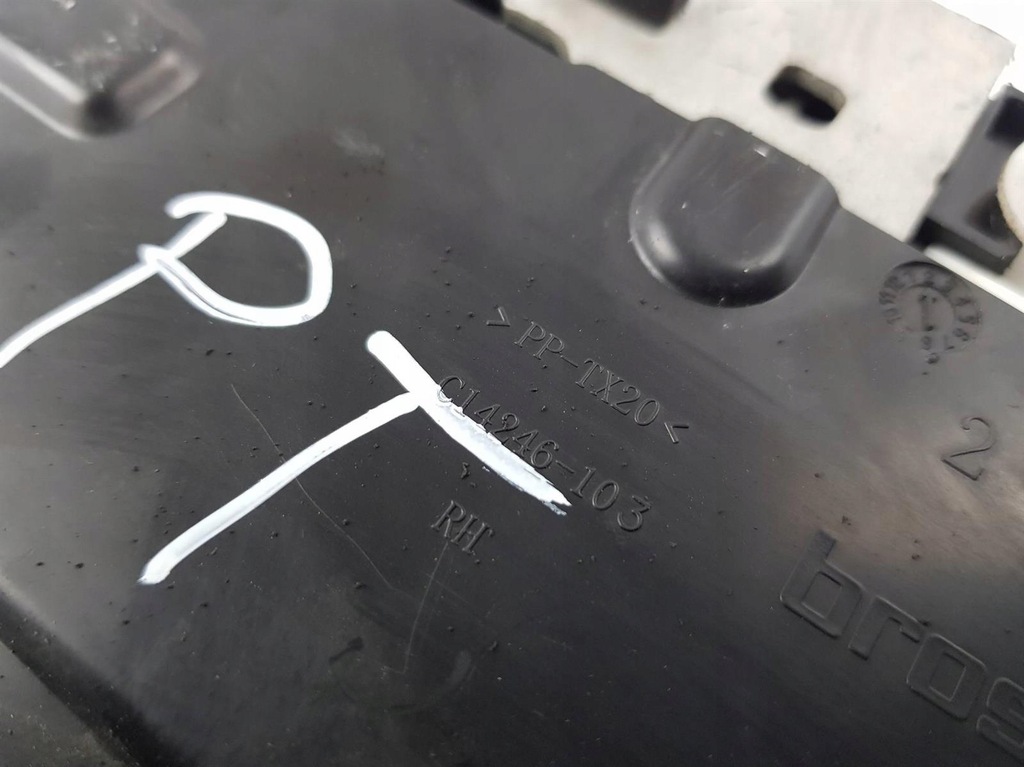 PT
>PP-TX20<
C14246-103
RH
2
bros